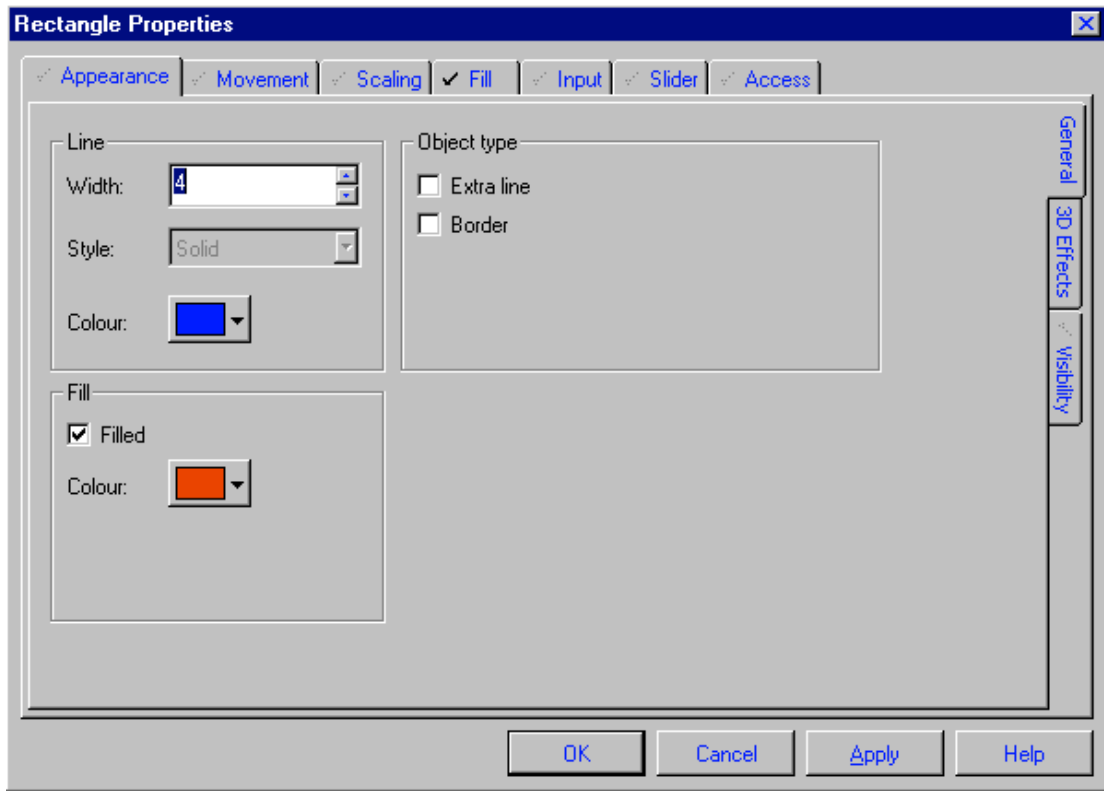 Rectangle Properties
Appearance
Movement
Scaling
Fill
Input
Slider
Access
General
3D Effects
Visibility
Line
Width:
4
Style:
Solid
Colour:
Object type
Extra line
Border
Fill
Filled
Colour:
OK
Cancel
Apply
Help